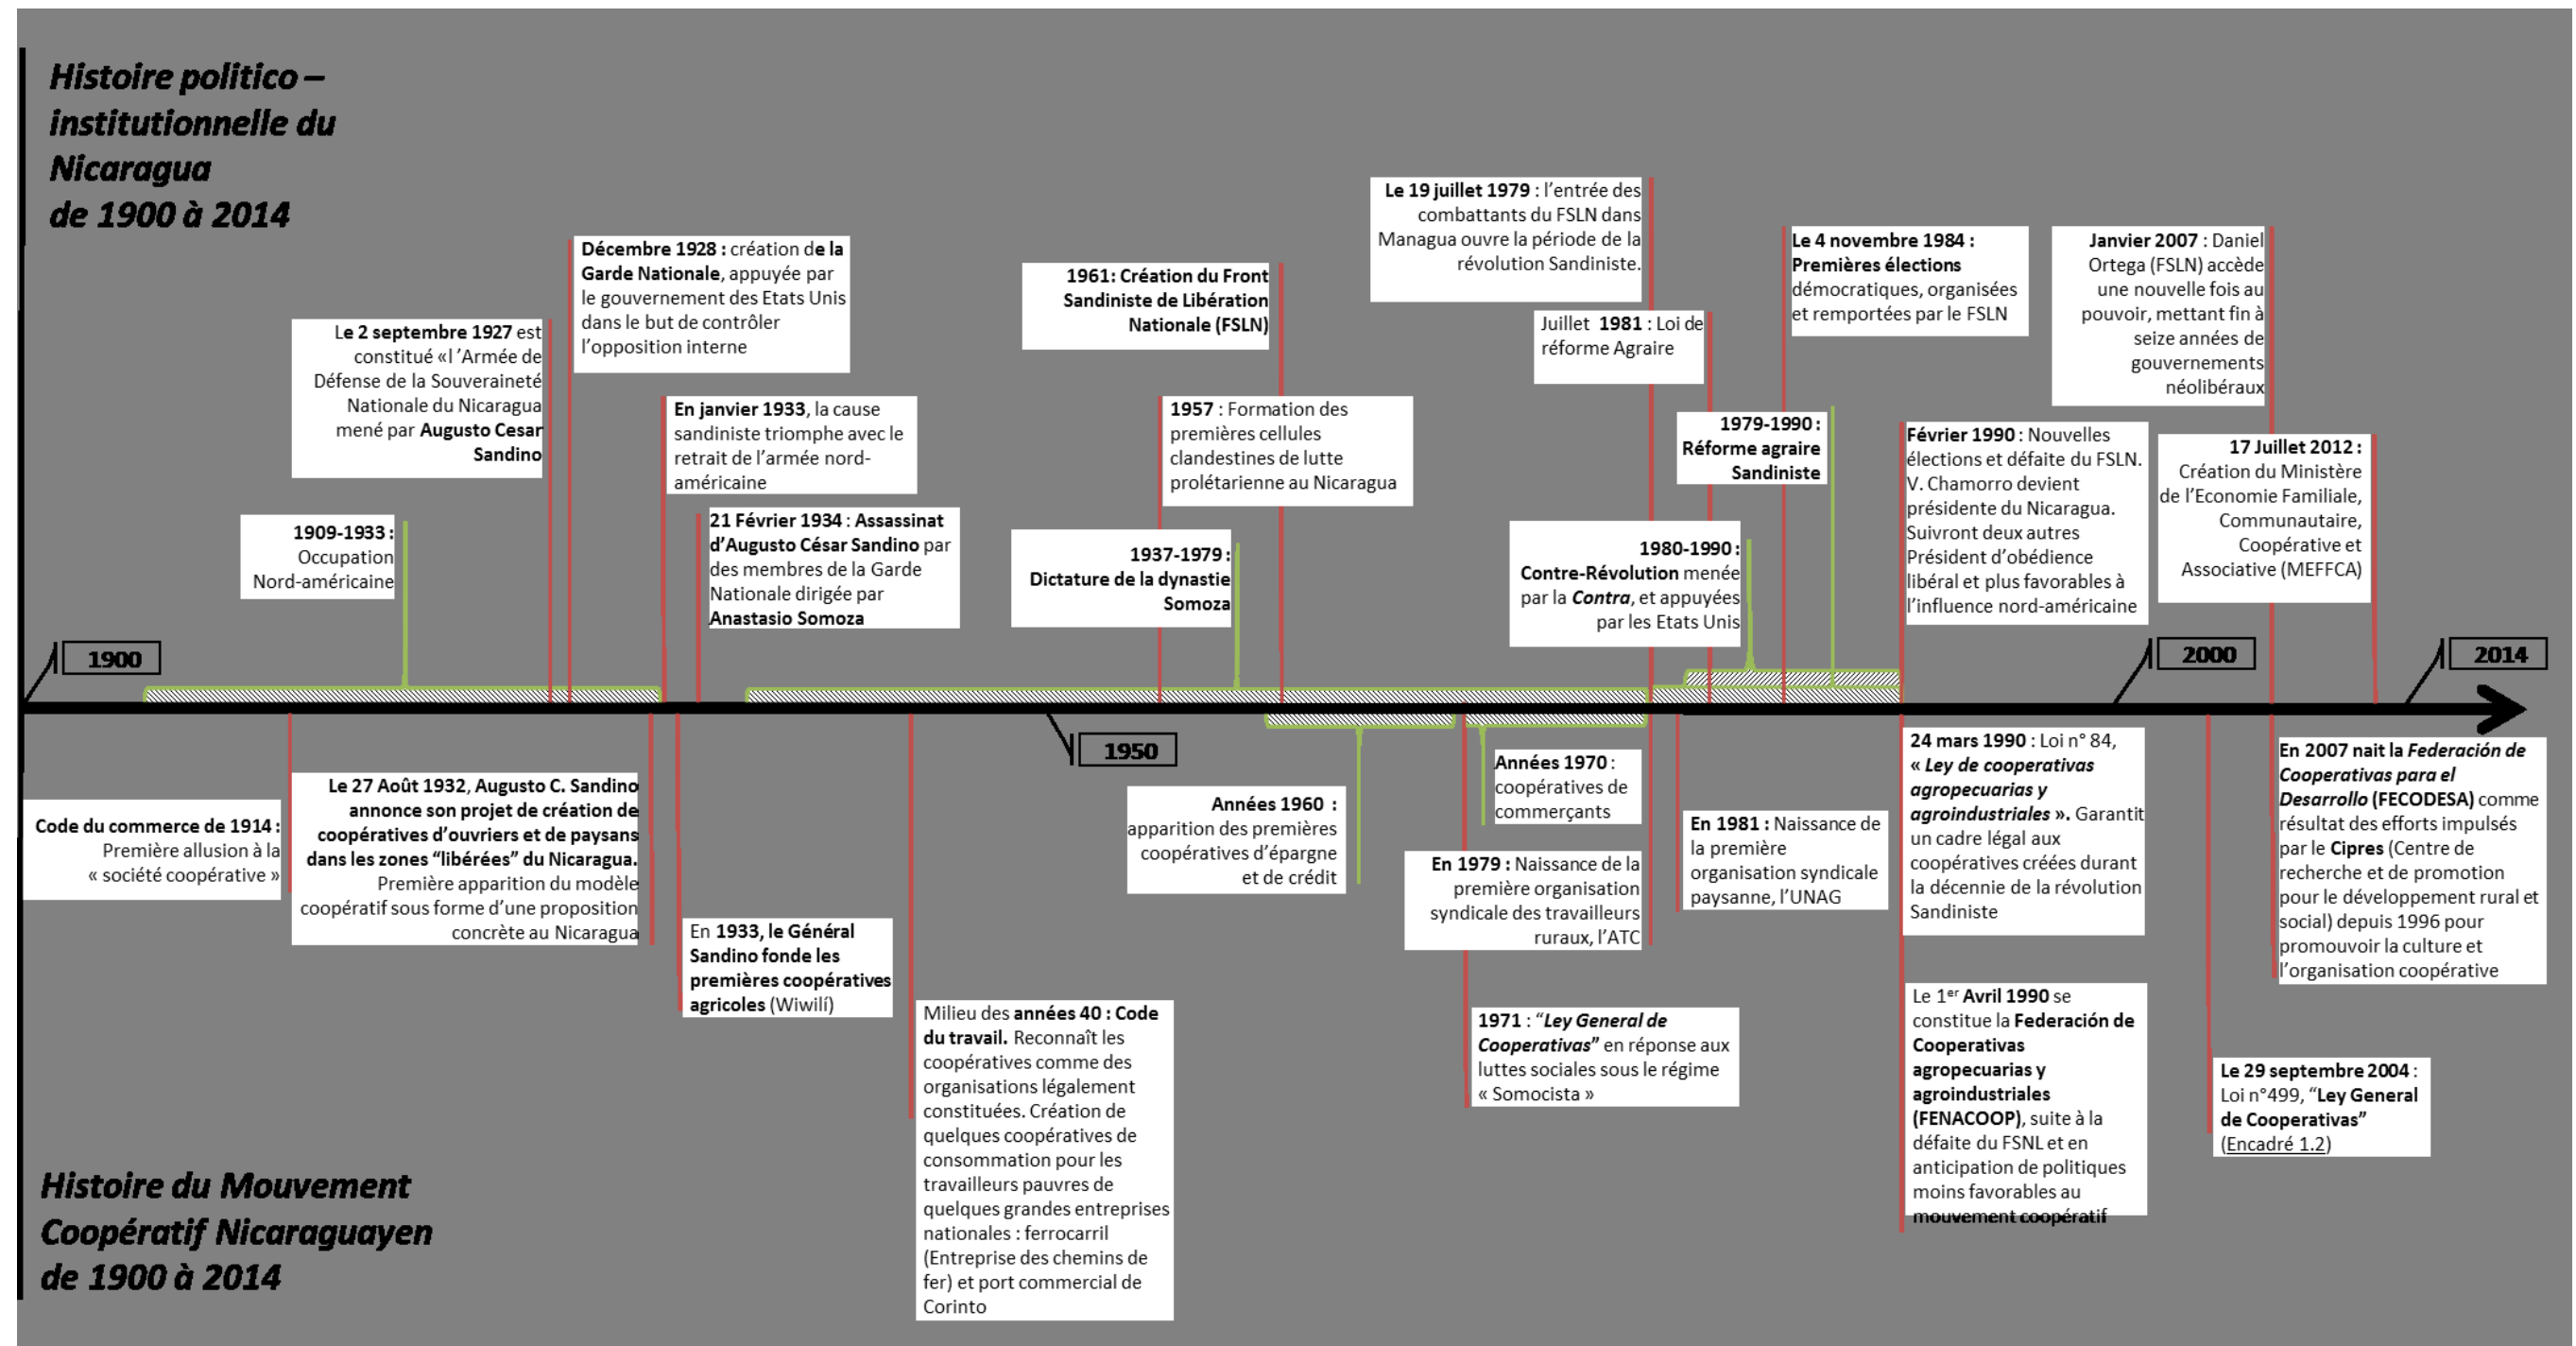 Histoire politico –
institutionnelle du
Nicaragua
de 1900 à 2014
1909-1933 :
Occupation
Nord-américaine
Le 2 septembre 1927 est
constitué «l ’Armée de
Défense de la Souveraineté
Nationale du Nicaragua
mené par Augusto Cesar
Sandino
Décembre 1928 : création de la
Garde Nationale, appuyée par
le gouvernement des Etats Unis
dans le but de contrôler
l’opposition interne
En janvier 1933, la cause
sandiniste triomphe avec le
retrait de l’armée nord-
américaine
21 Février 1934 : Assassinat
d’Augusto César Sandino par
des membres de la Garde
Nationale dirigée par
Anastasio Somoza
1961: Création du Front
Sandiniste de Libération
Nationale (FSLN)
1957 : Formation des
premières cellules
clandestines de lutte
prolétarienne au Nicaragua
1937-1979 :
Dictature de la dynastie
Somoza
Le 19 juillet 1979 : l’entrée des
combattants du FSLN dans
Managua ouvre la période de la
révolution Sandiniste.
Juillet 1981 : Loi de
réforme Agraire
1979-1990 :
Réforme agraire
Sandiniste
1980-1990 :
Contre-Révolution menée
par la Contra, et appuyées
par les Etats Unis
Le 4 novembre 1984 :
Premières élections
démocratiques, organisées
et remportées par le FSLN
Février 1990 : Nouvelles
élections et défaite du FSLN.
V. Chamorro devient
présidente du Nicaragua.
Suivront deux autres
Président d’obédience
libéral et plus favorables à
l’influence nord-américaine
Janvier 2007 : Daniel
Ortega (FSLN) accède
une nouvelle fois au
pouvoir, mettant fin à
seize années de
gouvernements
néolibéraux
17 Juillet 2012 :
Création du Ministère
de l’Economie Familiale,
Communautaire,
Coopérative et
Associative (MEFFCA)
1900
1950
2000
2014
Code du commerce de 1914 :
Première allusion à la
« société coopérative »
Le 27 Août 1932, Augusto C. Sandino
annonce son projet de création de
coopératives d’ouvriers et de paysans
dans les zones “libérées” du Nicaragua.
Première apparition du modèle
coopératif sous forme d’une proposition
concrète au Nicaragua
En 1933, le Général
Sandino fonde les
premières coopératives
agricoles (Wiwilí)
Milieu des années 40 : Code
du travail. Reconnaît les
coopératives comme des
organisations légalement
constituées. Création de
quelques coopératives de
consommation pour les
travailleurs pauvres de
quelques grandes entreprises
nationales : ferrocarril
(Entreprise des chemins de
fer) et port commercial de
Corinto
Années 1960 :
apparition des premières
coopératives d’épargne
et de crédit
Années 1970 :
coopératives de
commerçants
En 1979 : Naissance de la
première organisation
syndicale des travailleurs
ruraux, l’ATC
1971 : “Ley General de
Cooperativas” en réponse aux
luttes sociales sous le régime
« Somocista »
En 1981 : Naissance de
la première
organisation syndicale
paysanne, l’UNAG
24 mars 1990 : Loi n° 84,
« Ley de cooperativas
agropecuarias y
agroindustriales ». Garantit
un cadre légal aux
coopératives créées durant
la décennie de la révolution
Sandiniste
Le 1er Avril 1990 se
constitue la Federación de
Cooperativas
agropecuarias y
agroindustriales
(FENACOOP), suite à la
défaite du FSNL et en
anticipation de politiques
moins favorables au
mouvement coopératif
Le 29 septembre 2004 :
Loi n°499, “Ley General
de Cooperativas”
(Encadré 1.2)
En 2007 nait la Federación de
Cooperativas para el
Desarrollo (FECODESA) comme
résultat des efforts impulsés
par le Cipres (Centre de
recherche et de promotion
pour le développement rural et
social) depuis 1996 pour
promouvoir la culture et
l’organisation coopérative
Histoire du Mouvement
Coopératif Nicaraguayen
de 1900 à 2014